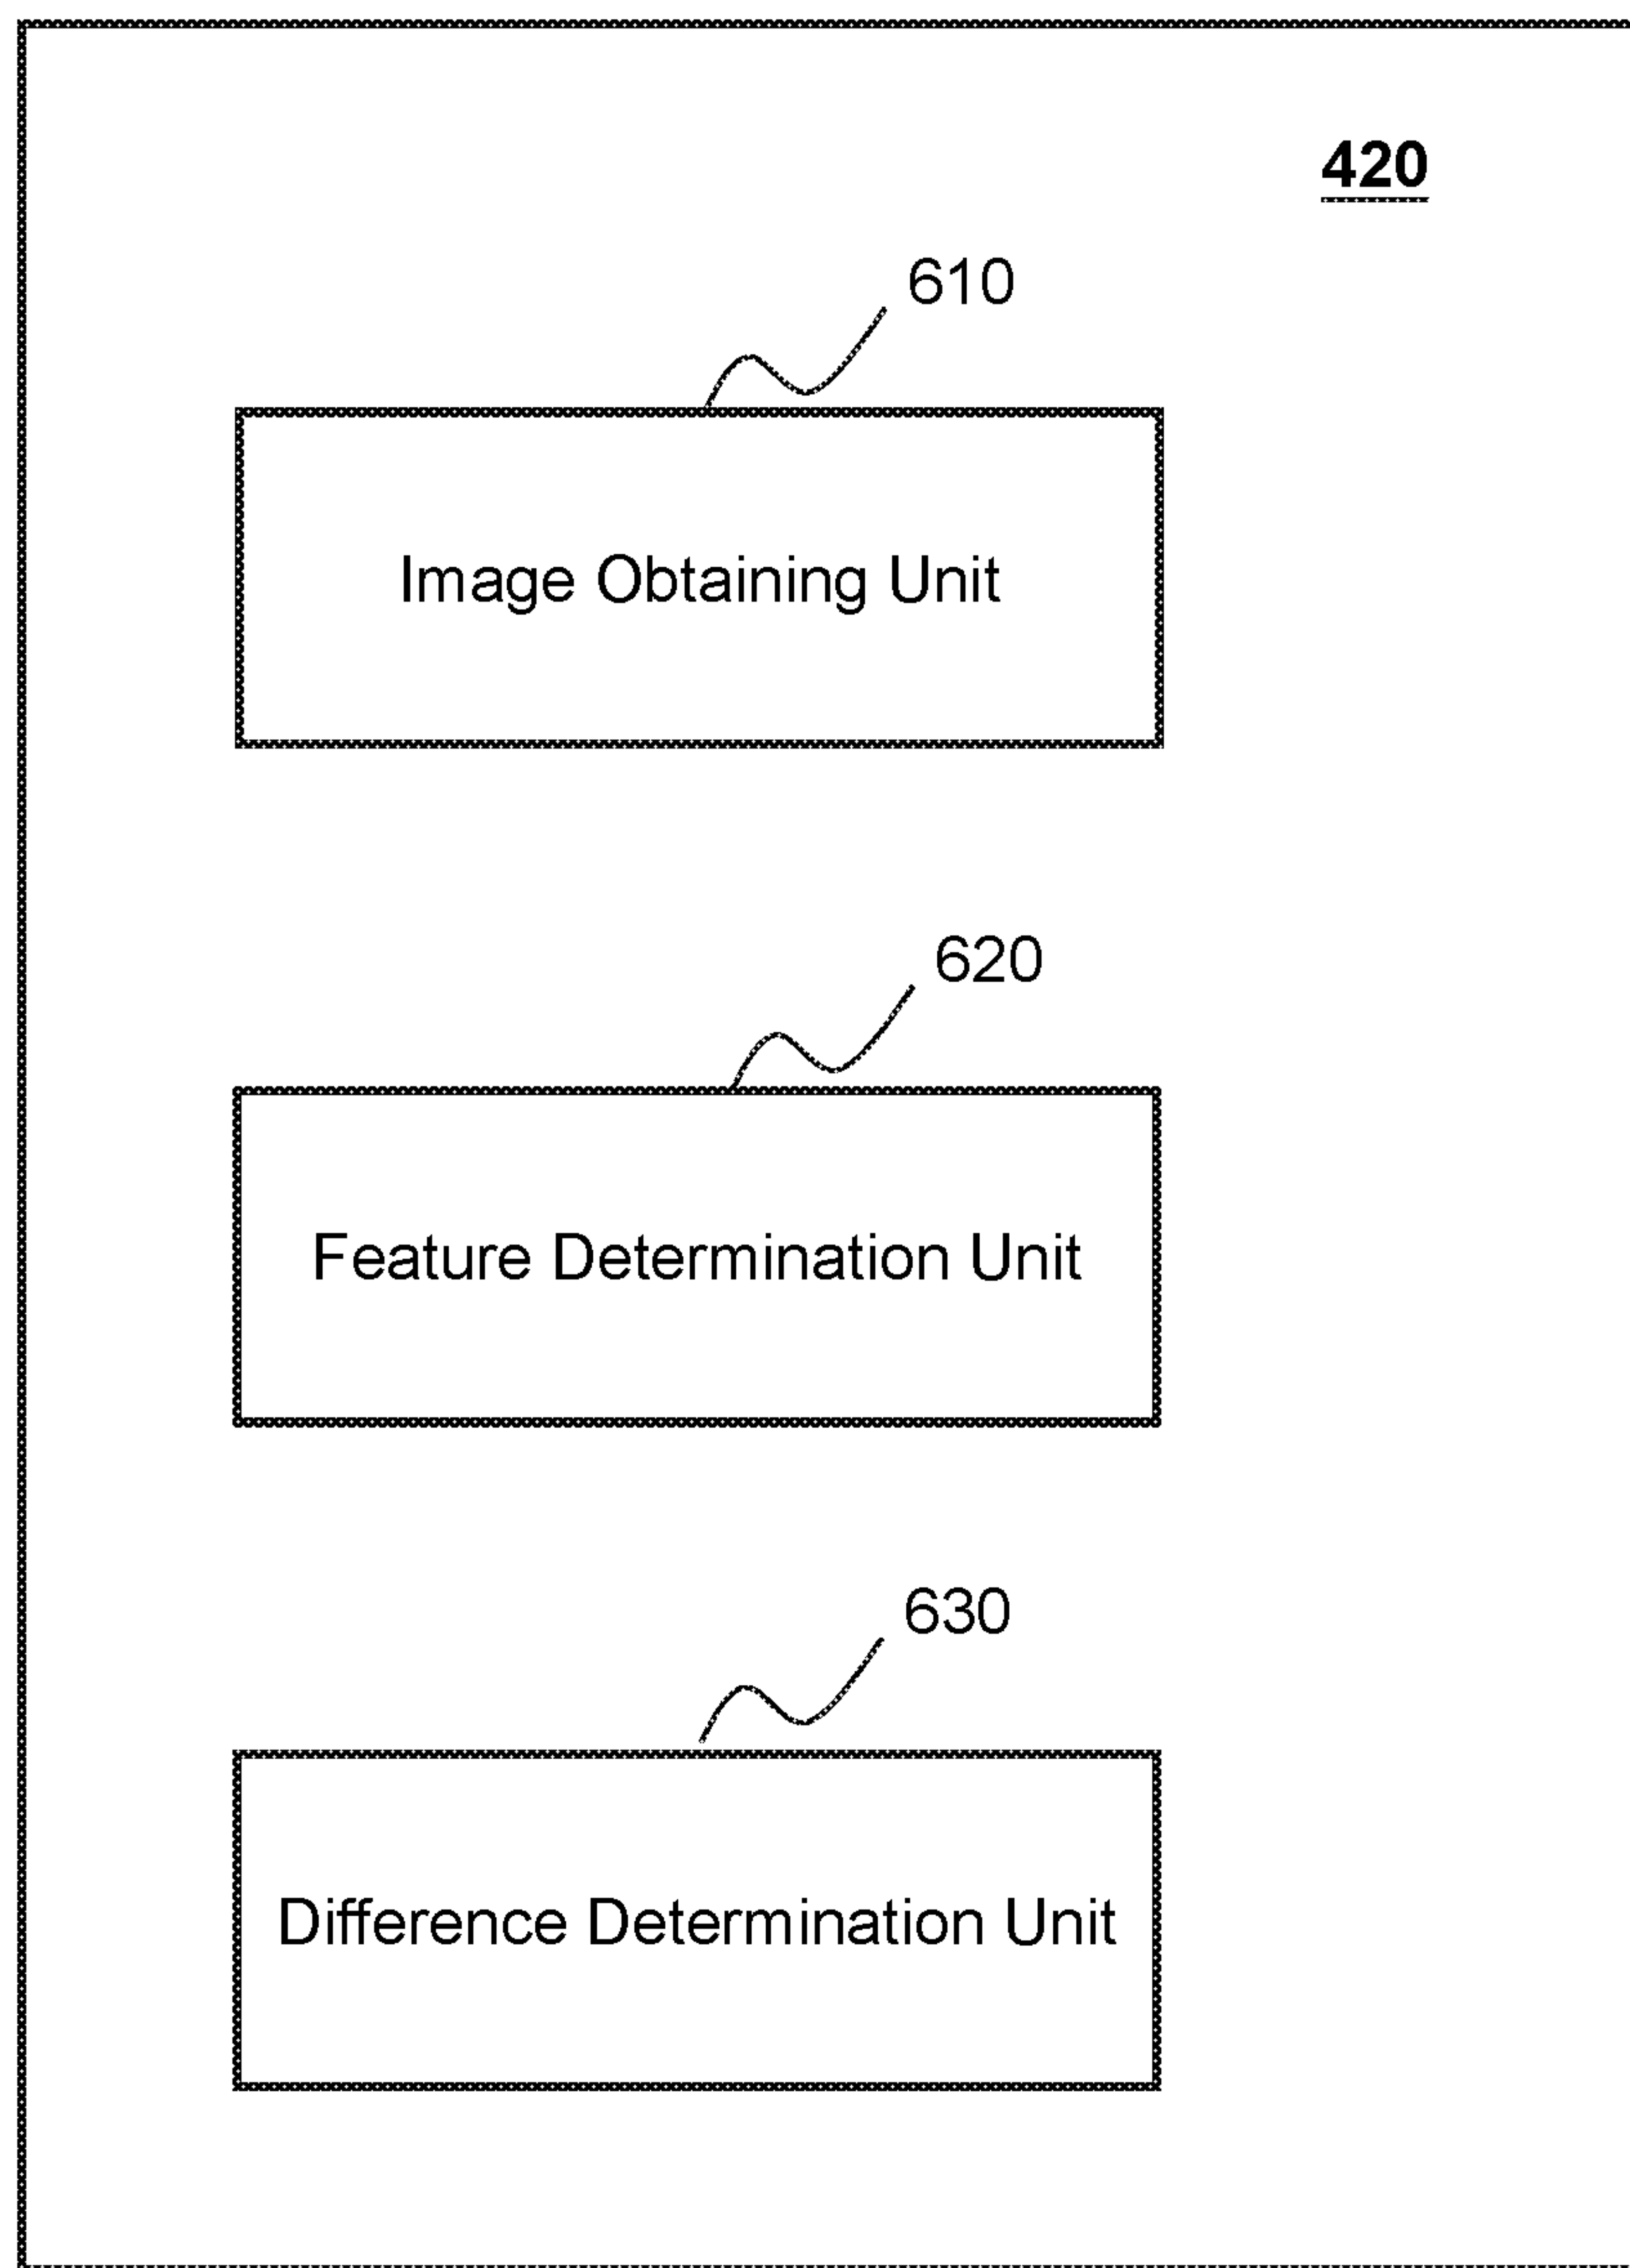 420
610
Image Obtaining Unit
620
Feature Determination Unit
630
Difference Determination Unit